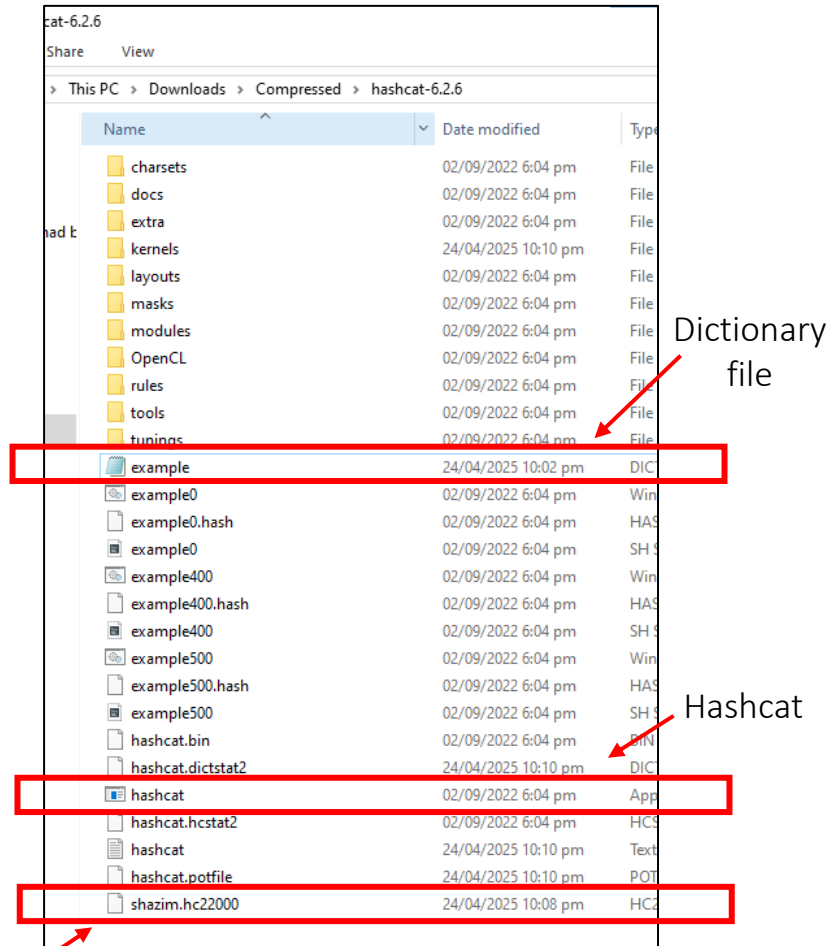 cat-6.2.6
Share View
> This PC > Downloads > Compressed > hashcat-6.2.6
Name Date modified Type
charsets 02/09/2022 6:04 pm File
docs 02/09/2022 6:04 pm File
extra 02/09/2022 6:04 pm File
had b
kernels 24/04/2025 10:10 pm File
layouts 02/09/2022 6:04 pm File
masks 02/09/2022 6:04 pm File
modules 02/09/2022 6:04 pm File
OpenCL 02/09/2022 6:04 pm File
rules 02/09/2022 6:04 pm File
tools 02/09/2022 6:04 pm File
tunings 02/09/2022 6:04 pm File
Dictionary
file
example 24/04/2025 10:02 pm DICT
example0 02/09/2022 6:04 pm Win
example0.hash 02/09/2022 6:04 pm HAS
example0 02/09/2022 6:04 pm SH S
example400 02/09/2022 6:04 pm Win
example400.hash 02/09/2022 6:04 pm HAS
example400 02/09/2022 6:04 pm SH S
example500 02/09/2022 6:04 pm Win
example500.hash 02/09/2022 6:04 pm HAS
example500 02/09/2022 6:04 pm SH S
Hashcat
hashcat.bin 02/09/2022 6:04 pm BIN
hashcat.dictstat2 24/04/2025 10:10 pm DICT
hashcat 02/09/2022 6:04 pm App
hashcat.hcstat2 02/09/2022 6:04 pm HCS
hashcat 24/04/2025 10:10 pm Text
hashcat.potfile 24/04/2025 10:10 pm POT
shazim.hc22000 24/04/2025 10:08 pm HC2